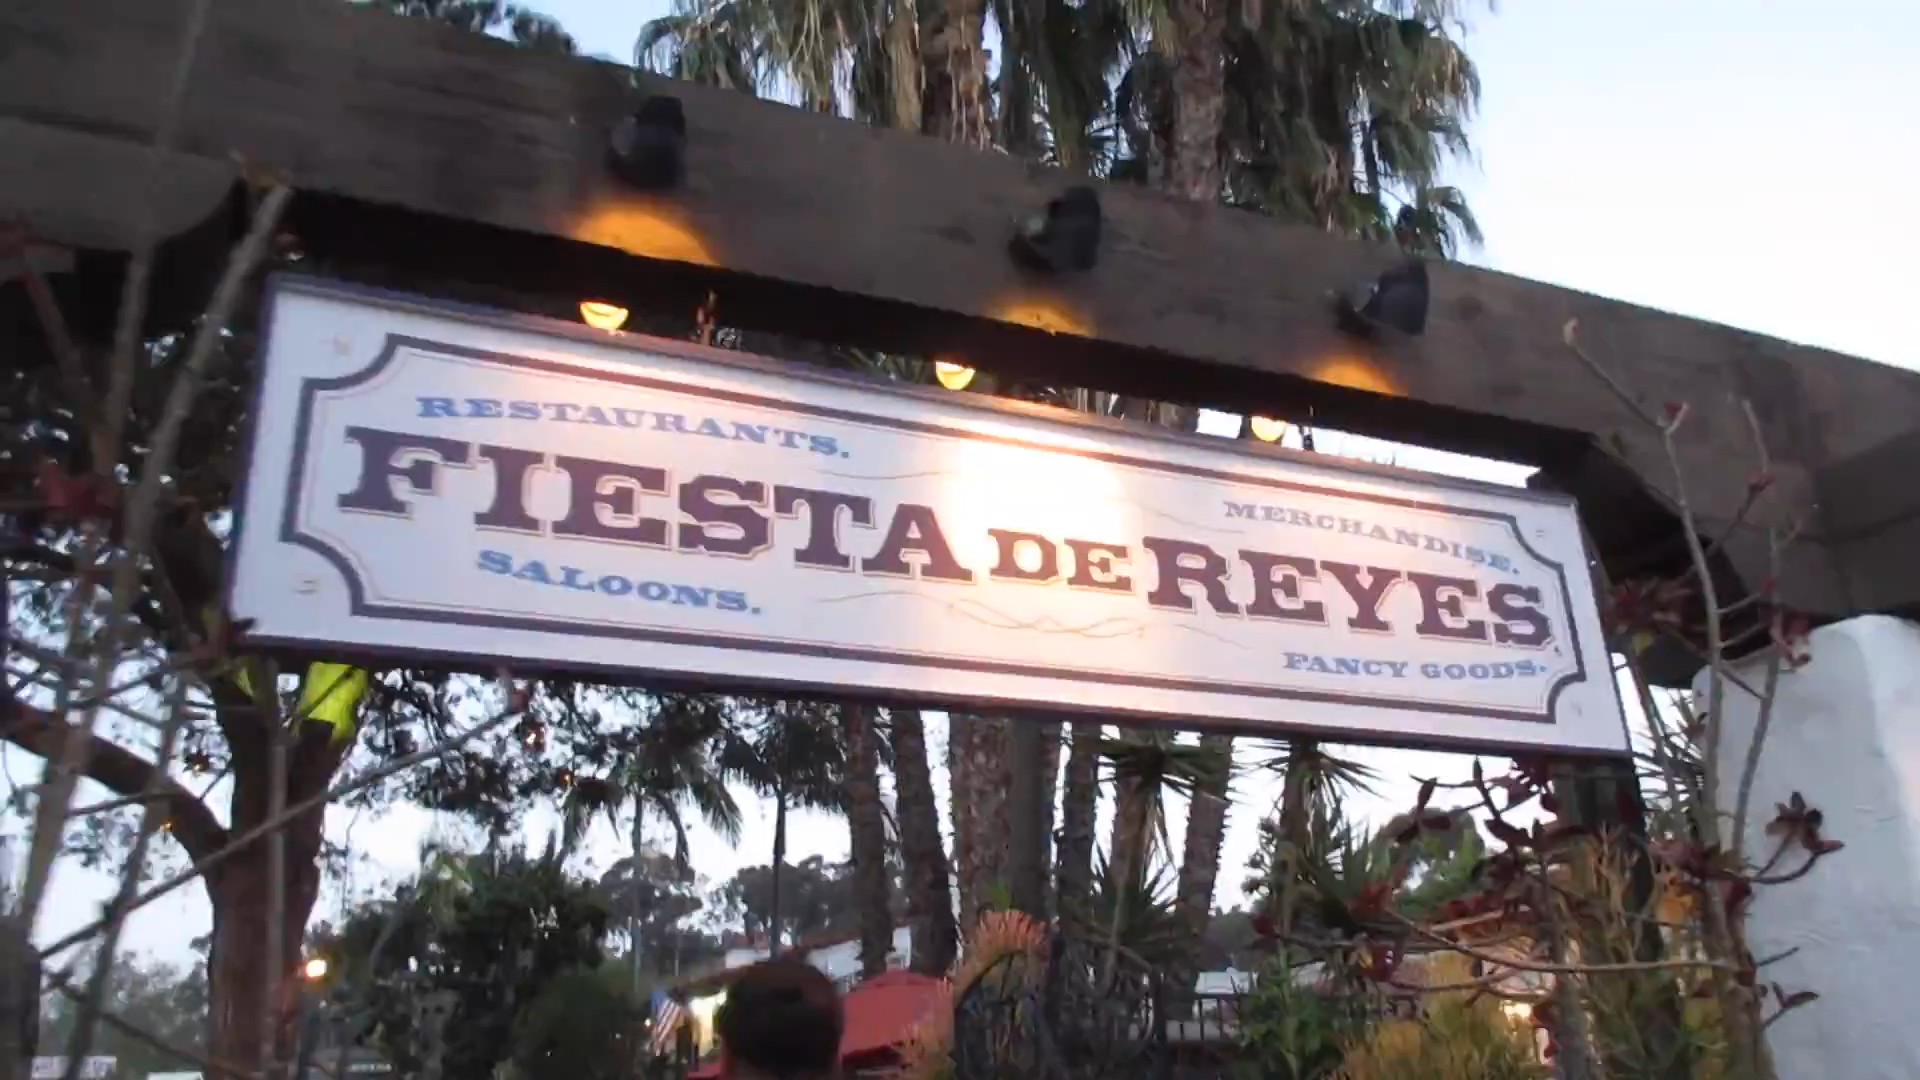 RESTAURANTS.
FIESTA DE REYES
SALOONS.
MERCHANDISE.
FANCY GOODS.